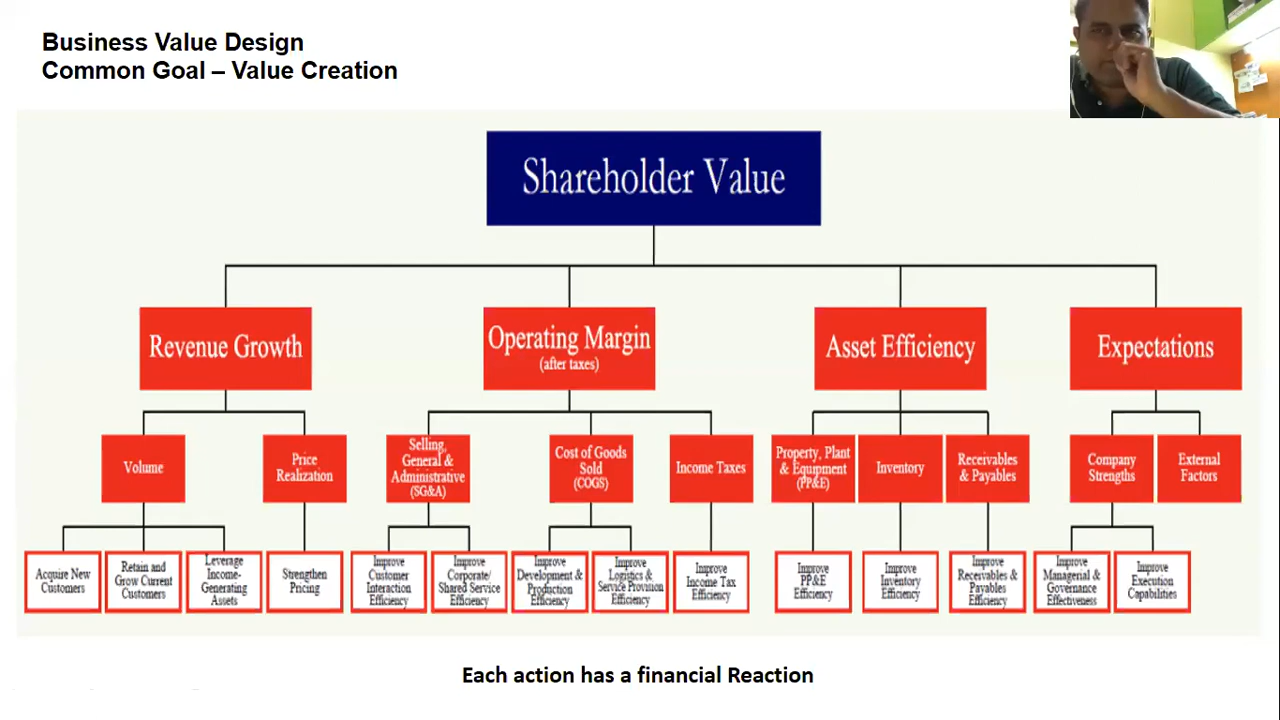 Business Value Design
Common Goal – Value Creation
Shareholder Value
Revenue Growth
Operating Margin
(after taxes)
Asset Efficiency
Expectations
Volume
Price
Realization
Selling,
General &
Administrative
(SG&A)
Cost of Goods
Sold
(COGS)
Income Taxes
Property, Plant
& Equipment
(PP&E)
Inventory
Receivables
& Payables
Company
Strengths
External
Factors
Acquire New
Customers
Retain and
Grow Current
Customers
Leverage
Income-
Generating
Assets
Strengthen
Pricing
Improve
Customer
Interaction
Efficiency
Improve
Corporate/
Shared Service
Efficiency
Improve
Development &
Production
Efficiency
Improve
Logistics &
Service Provision
Efficiency
Improve
Income Tax
Efficiency
Improve
PP&E
Efficiency
Improve
Inventory
Efficiency
Improve
Receivables &
Payables
Efficiency
Improve
Managerial &
Governance
Effectiveness
Improve
Execution
Capabilities
Each action has a financial Reaction